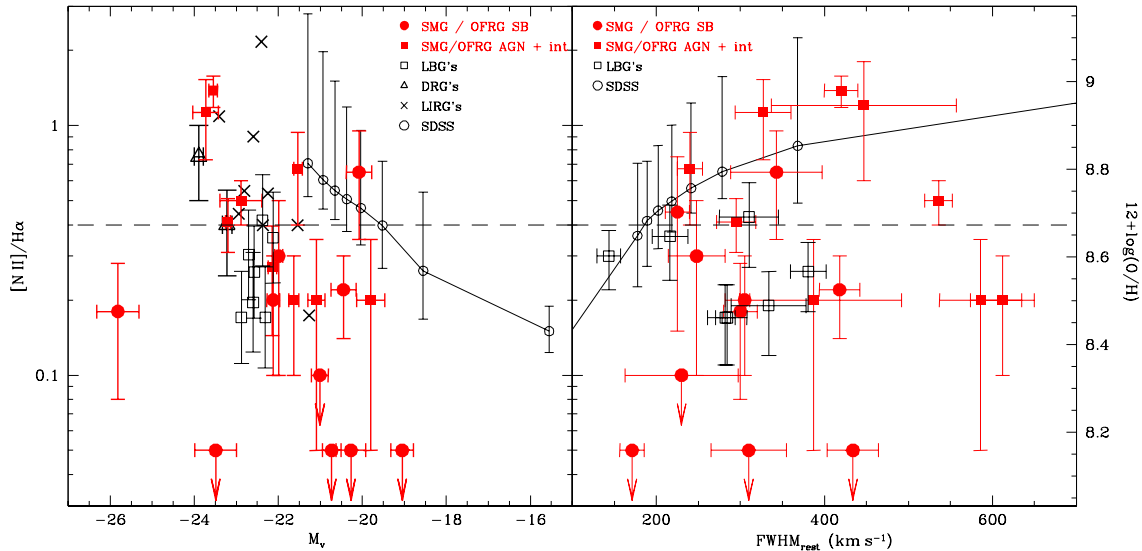 SMG / OFRG SB
SMG/OFRG AGN + int
LBG's
DRG's
LIRG's
SDSS
SMG / OFRG SB
SMG/OFRG AGN + int
LBG's
SDSS
1
0.1
[N II]/Hα
9
8.8
8.6
8.4
8.2
12+log(O/H)
−26 −24 −22 −20 −18 −16
200 400 600
Mv
FWHMrest (km s⁻¹)